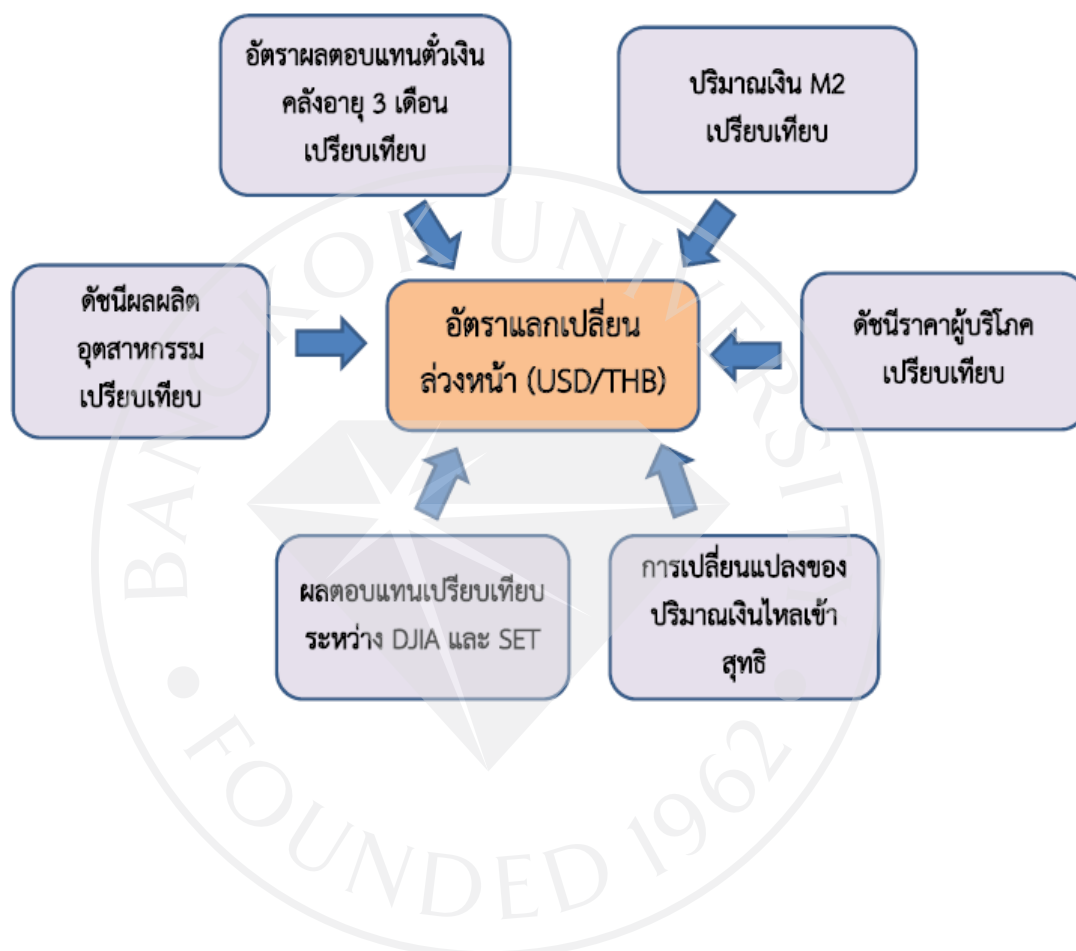 อัตราผลตอบแทนตั๋วเงิน
คลังอายุ 3 เดือน
เปรียบเทียบ
ปริมาณเงิน M2
เปรียบเทียบ
ดัชนีผลผลิต
อุตสาหกรรม
เปรียบเทียบ
อัตราแลกเปลี่ยน
ล่วงหน้า (USD/THB)
ดัชนีราคาผู้บริโภค
เปรียบเทียบ
ผลตอบแทนเปรียบเทียบ
ระหว่าง DJIA และ SET
การเปลี่ยนแปลงของ
ปริมาณเงินไหลเข้า
สุทธิ
BANGKOK UNIVERSITY
FOUNDED 1962